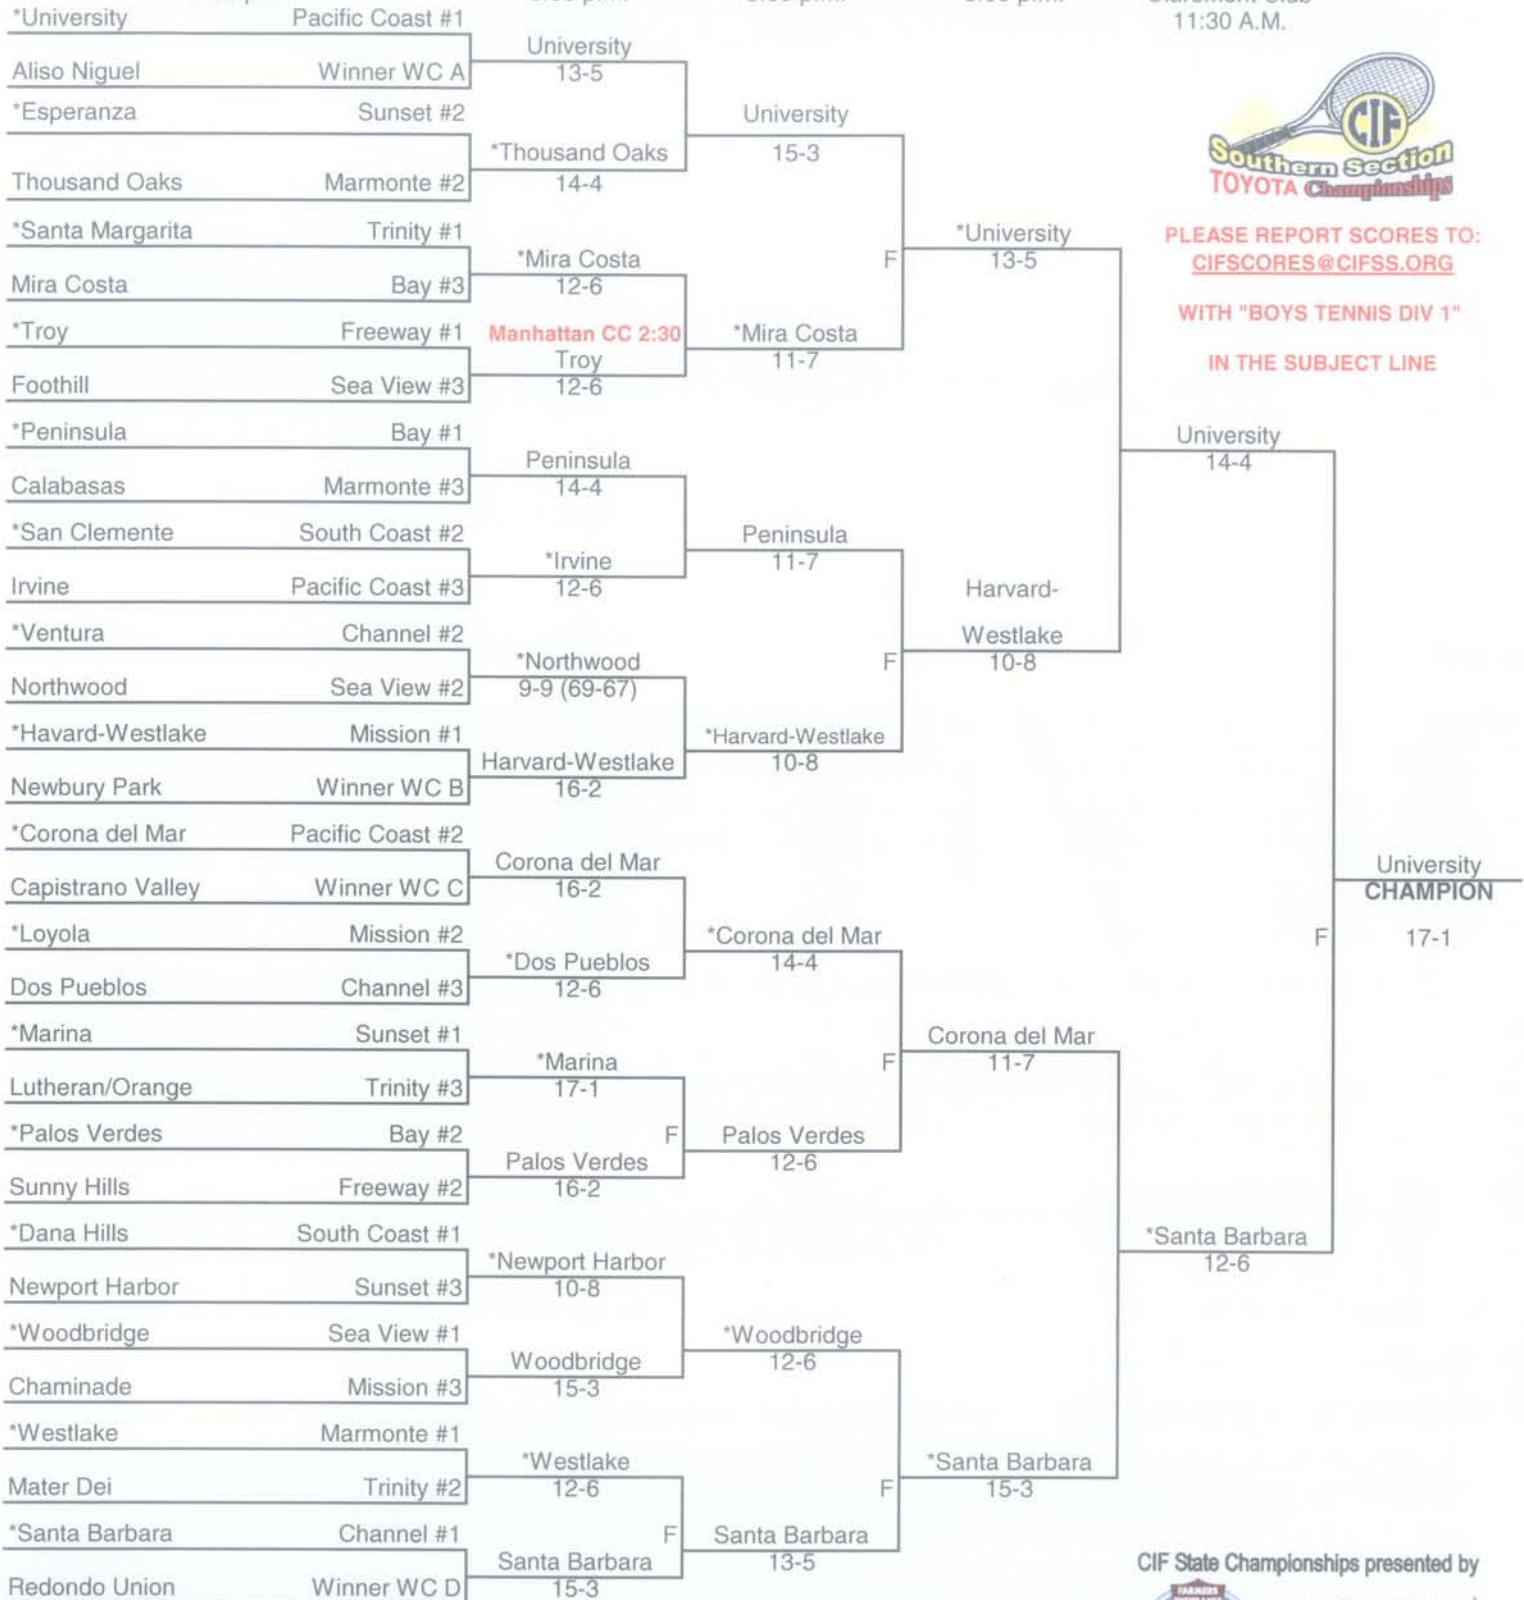 11:30 A.M.
*University Pacific Coast #1
Aliso Niguel Winner WC A
*Esperanza Sunset #2
Thousand Oaks Marmonte #2
*Santa Margarita Trinity #1
Mira Costa Bay #3
*Troy Freeway #1
Foothill Sea View #3
*Peninsula Bay #1
Calabasas Marmonte #3
*San Clemente South Coast #2
Irvine Pacific Coast #3
*Ventura Channel #2
Northwood Sea View #2
*Havard-Westlake Mission #1
Newbury Park Winner WC B
*Corona del Mar Pacific Coast #2
Capistrano Valley Winner WC C
*Loyola Mission #2
Dos Pueblos Channel #3
*Marina Sunset #1
Lutheran/Orange Trinity #3
*Palos Verdes Bay #2
Sunny Hills Freeway #2
*Dana Hills South Coast #1
Newport Harbor Sunset #3
*Woodbridge Sea View #1
Chaminade Mission #3
*Westlake Marmonte #1
Mater Dei Trinity #2
*Santa Barbara Channel #1
Redondo Union Winner WC D
University
13-5
*Thousand Oaks
14-4
*Mira Costa
12-6
Manhattan CC 2:30
Troy
12-6
Peninsula
14-4
*Irvine
12-6
*Northwood
9-9 (69-67)
Harvard-Westlake
16-2
Corona del Mar
16-2
*Dos Pueblos
12-6
*Marina
17-1
F
Palos Verdes
16-2
*Newport Harbor
10-8
Woodbridge
15-3
*Westlake
12-6
F
Santa Barbara
15-3
University
15-3
F
*Mira Costa
11-7
Peninsula
11-7
F
*Harvard-Westlake
10-8
*Corona del Mar
14-4
F
Palos Verdes
12-6
*Woodbridge
12-6
F
Santa Barbara
13-5
*University
13-5
Harvard-
Westlake
10-8
Corona del Mar
11-7
*Santa Barbara
15-3
University
14-4
F
*Santa Barbara
12-6
University
CHAMPION
17-1
CIF
Southern Section
TOYOTA Championships
PLEASE REPORT SCORES TO:
CIFSCORES@CIFSS.ORG
WITH "BOYS TENNIS DIV 1"
IN THE SUBJECT LINE
CIF State Championships presented by
FARMERS